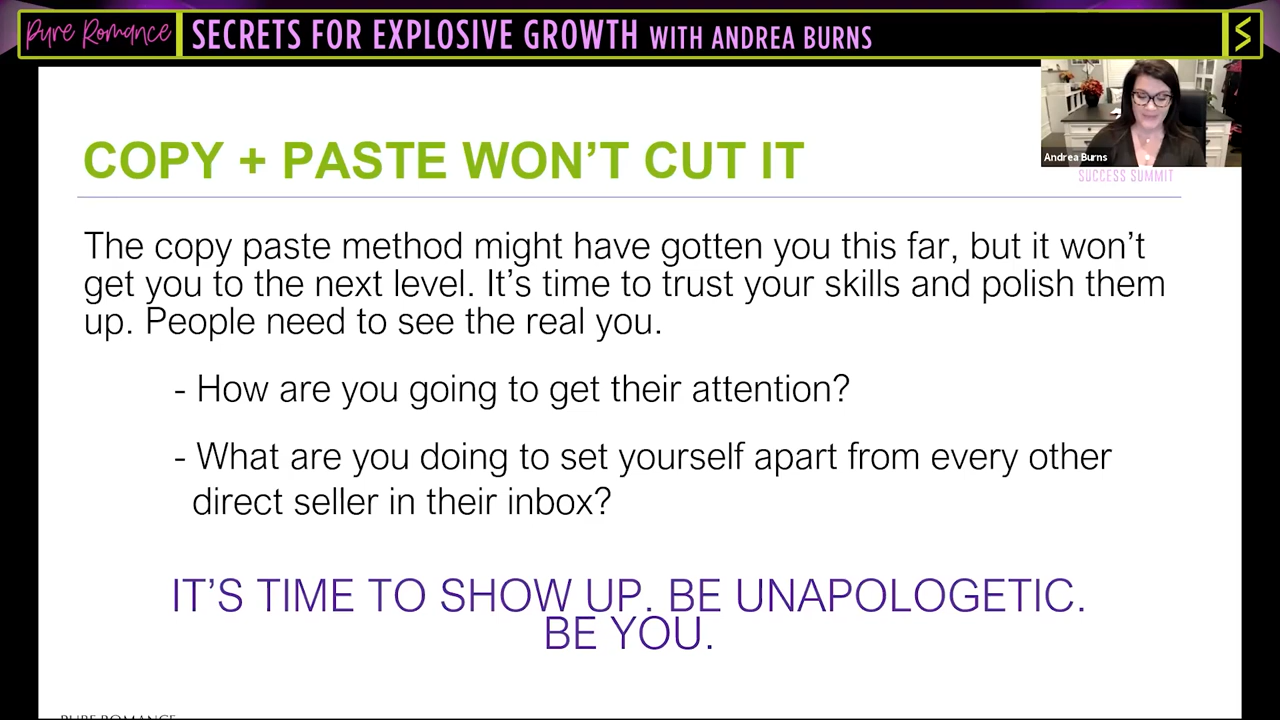 Pure Romance SECRETS FOR EXPLOSIVE GROWTH WITH ANDREA BURNS S
Andrea Burns
SUCCESS SUMMIT
COPY + PASTE WON'T CUT IT
The copy paste method might have gotten you this far, but it won't
get you to the next level. It's time to trust your skills and polish them
up. People need to see the real you.
- How are you going to get their attention?
- What are you doing to set yourself apart from every other
direct seller in their inbox?
IT'S TIME TO SHOW UP. BE UNAPOLOGETIC.
BE YOU.
PURE ROMANCE